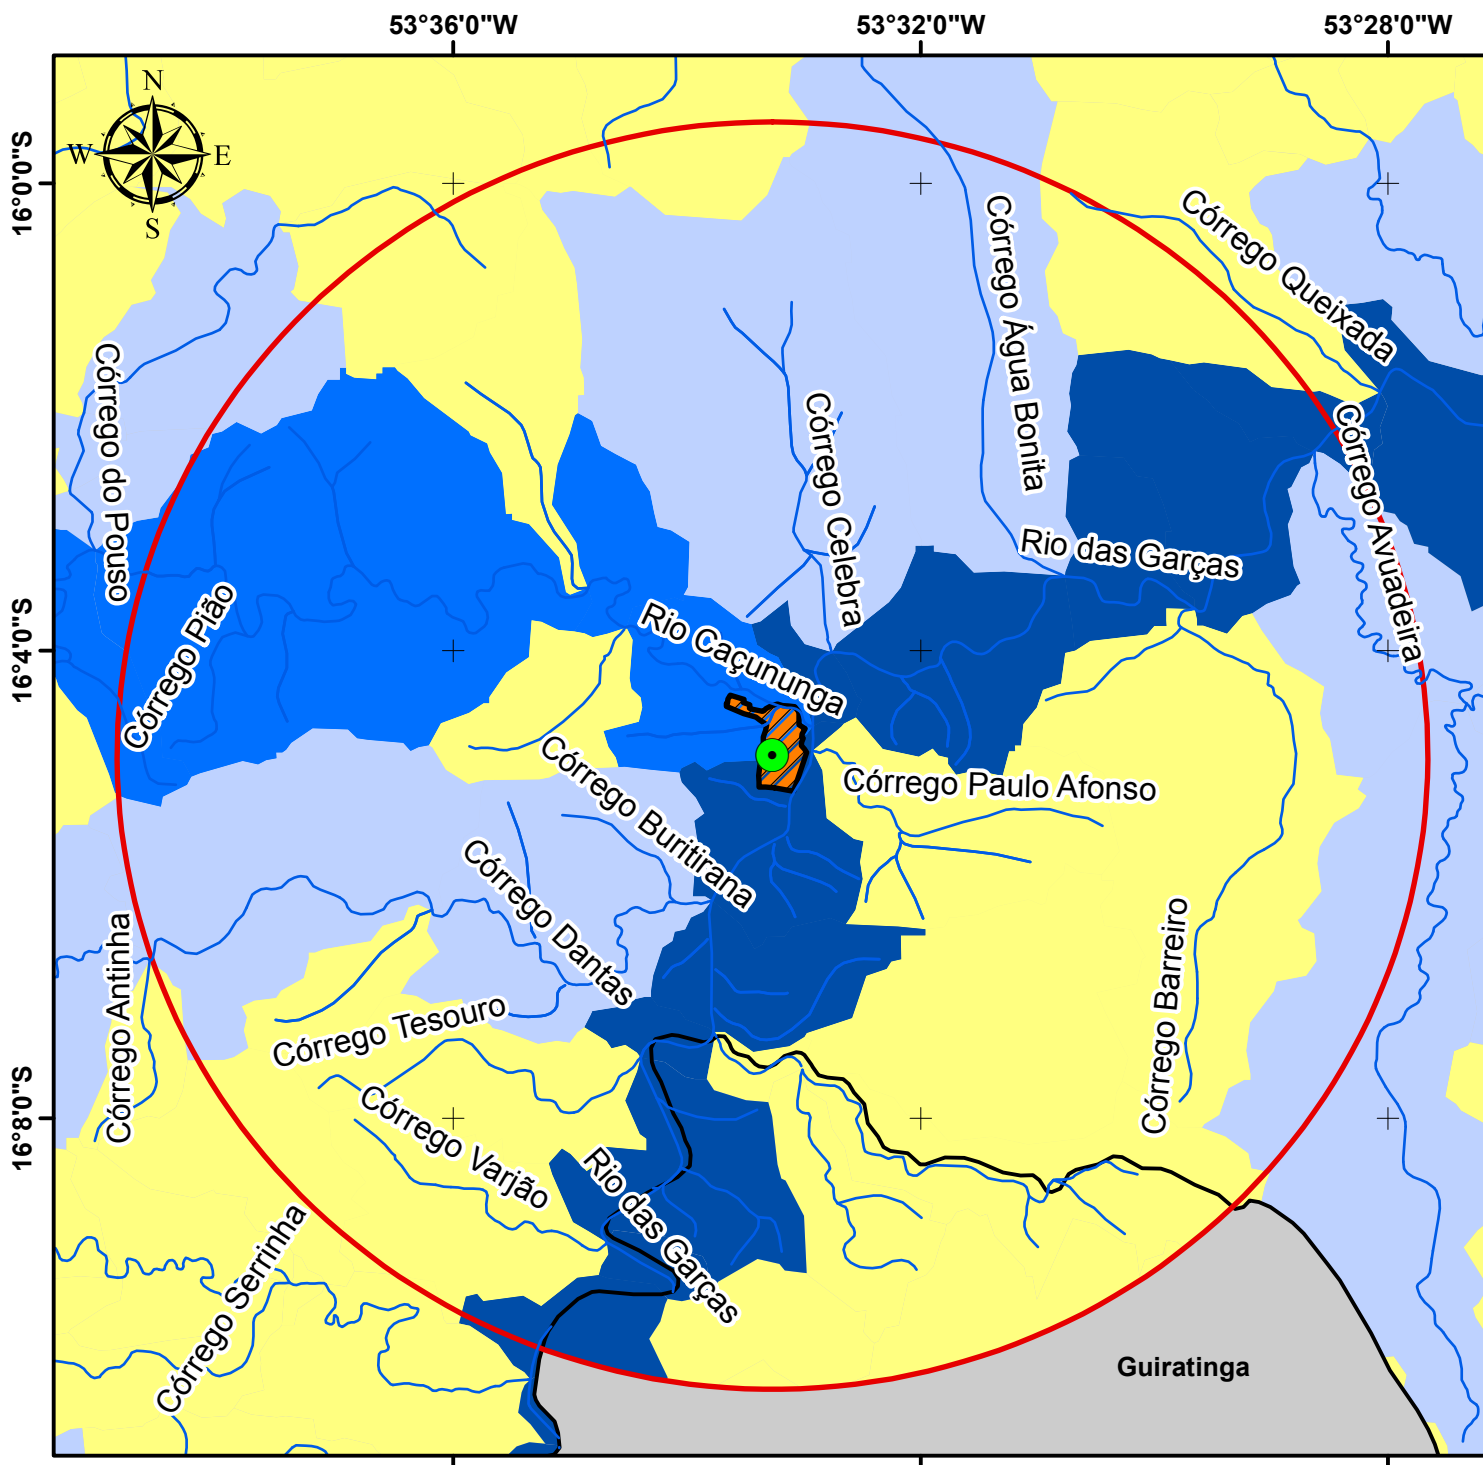 53°36'0"W
53°32'0"W
53°28'0"W
N
W
E
S
16°0'0"S
16°4'0"S
16°8'0"S
Córrego Queixada
Córrego Água Bonita
Córrego do Pouso
Córrego Celebra
Córrego Avuadeira
Rio das Garças
Córrego Pião
Rio Caçununga
Córrego Buritirana
Córrego Paulo Afonso
Córrego Dantas
Córrego Barreiro
Córrego Antinha
Córrego Tesouro
Córrego Varjão
Rio das Garças
Córrego Serrinha
Guiratinga